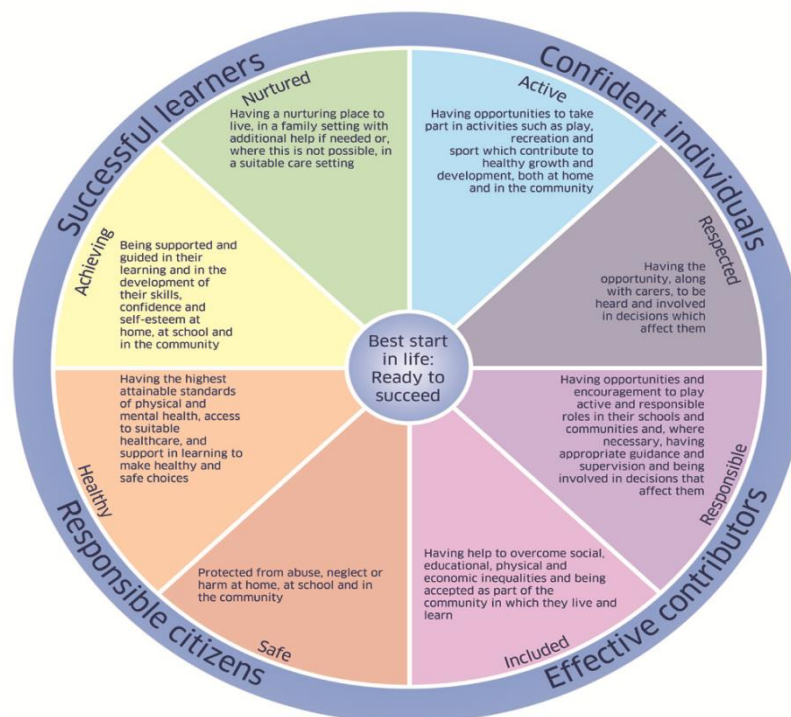 Successful learners
Confident individuals
Nurtured
Having a nurturing place to
live, in a family setting with
additional help if needed or,
where this is not possible, in
a suitable care setting
Active
Having opportunities to take
part in activities such as play,
recreation and
sport which contribute to
healthy growth and
development, both at home
and in the community
Achieving
Being supported and
guided in their
learning and in the
development of
their skills,
confidence and
self-esteem at
home, at school and
in the community
Respected
Having the
opportunity, along
with carers, to be
heard and involved
in decisions which
affect them
Best start
in life:
Ready to
succeed
Healthy
Having the highest
attainable standards
of physical and
mental health, access
to suitable
healthcare, and
support in learning to
make healthy and
safe choices
Responsible
Having opportunities and
encouragement to play
active and responsible
roles in their schools and
communities and, where
necessary, having
appropriate guidance and
supervision and being
involved in decisions that
affect them
Protected from abuse, neglect or
harm at home, at school and in
the community
Safe
Having help to overcome social,
educational, physical and
economic inequalities and being
accepted as part of the
community in which they live and
learn
Included
Responsible citizens
Effective contributors